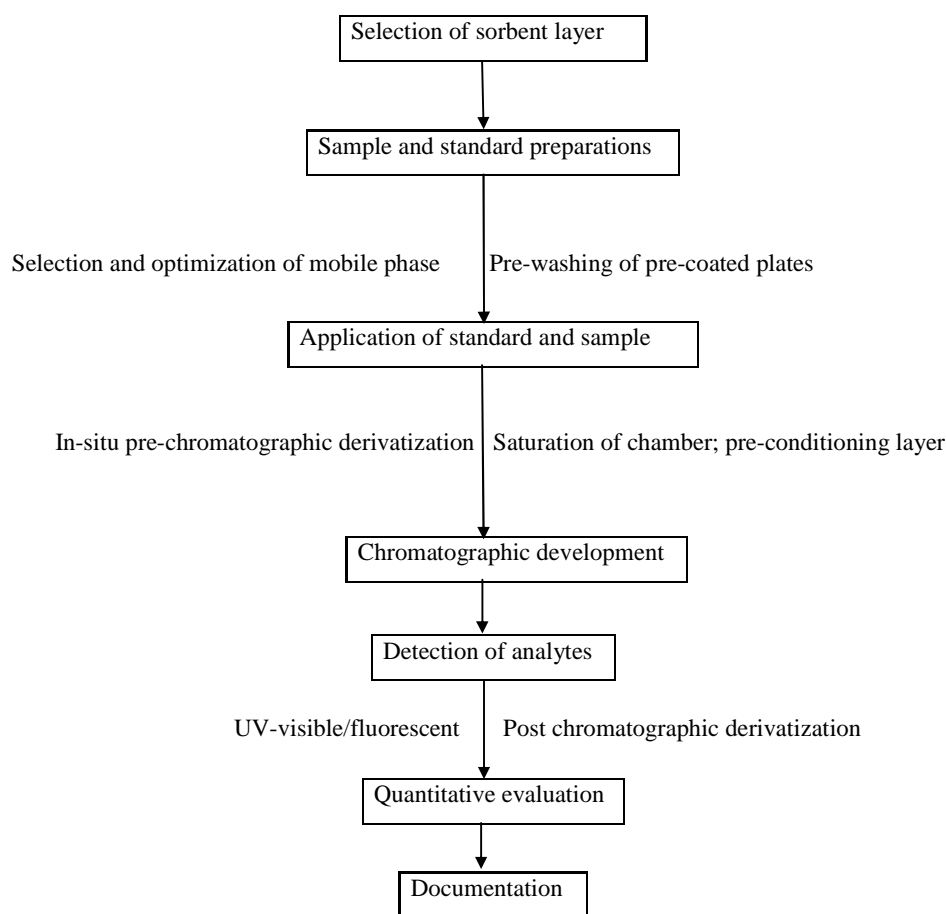 Selection of sorbent layer
Sample and standard preparations
Selection and optimization of mobile phase
Pre-washing of pre-coated plates
Application of standard and sample
In-situ pre-chromatographic derivatization
Saturation of chamber; pre-conditioning layer
Chromatographic development
Detection of analytes
UV-visible/fluorescent
Post chromatographic derivatization
Quantitative evaluation
Documentation